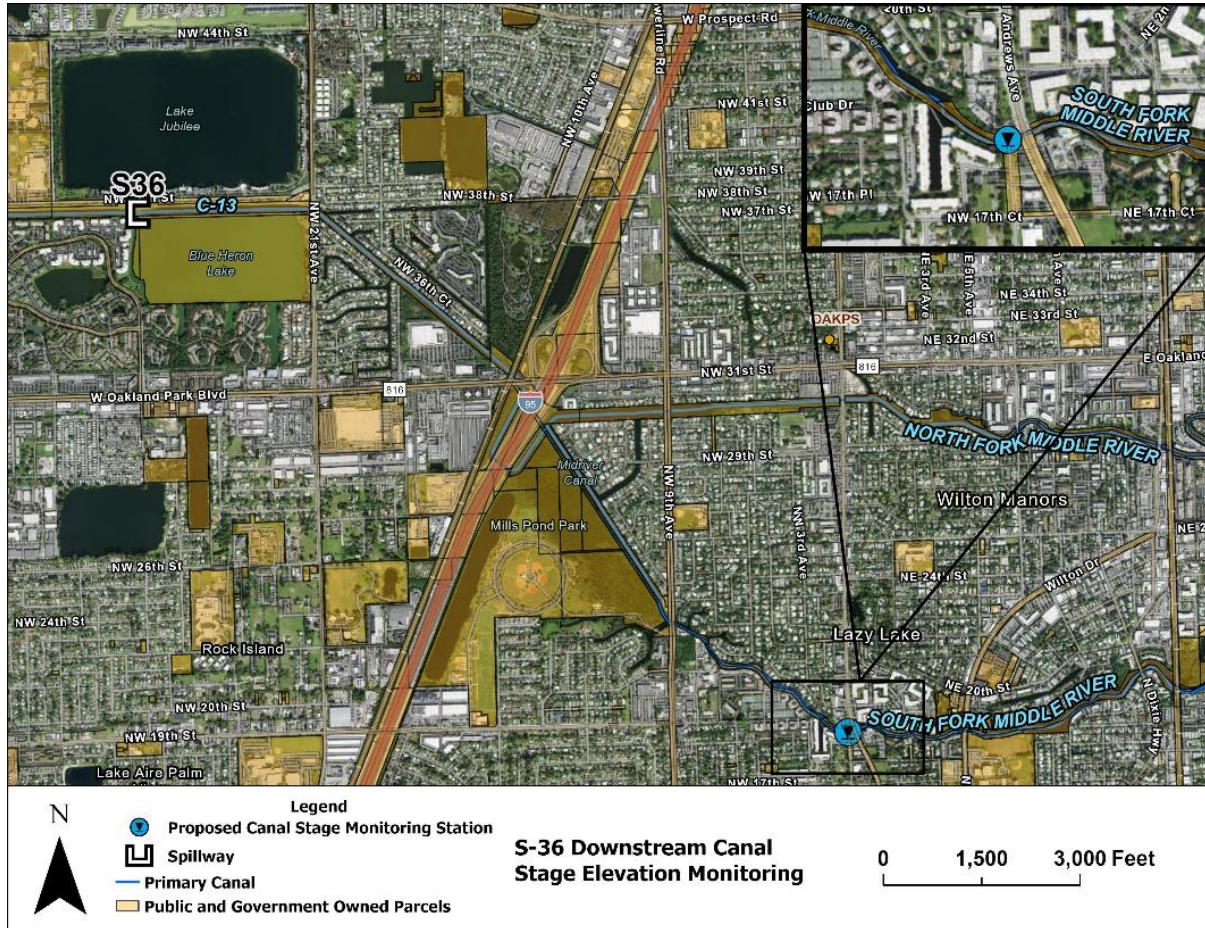 NW 44th St
Lake
Jubilee
S36
C-13
Blue Heron
Lake
NW 21st Ave
NW 36th Ct
NW 38th St
NW 10th Ave
W Prospect Rd
NW 41st St
NW 39th St
NW 38th St
NW 37th St
werline Rd
20th St
Andrews Ave
k Middle River
Club Dr
SOUTH FORK
MIDDLE RIVER
W 17th Pl
NW 17th Ct
NE 17th Ct
NE 3rd Ave
NE 5th Ave
NE 34th St
NE 33rd St
OAKPS
NE 32nd St
E Oakland
NW 31st St
816
W Oakland Park Blvd
816
95
NORTH FORK MIDDLE RIVER
NW 29th St
Midriver
Canal
NW 9th Ave
Wilton Manors
Mills Pond Park
NW 3rd Ave
NW 26th St
NE 24th St
Wilton Dr
NW 24th St
Rock Island
Lazy Lake
NE 20th St
NW 20th St
SOUTH FORK MIDDLE RIVER
N Dixie Hwy
NW 19th St
Lake Aire Palm
NW 17th St
N
Legend
Proposed Canal Stage Monitoring Station
Spillway
Primary Canal
Public and Government Owned Parcels
S-36 Downstream Canal
Stage Elevation Monitoring
0 1,500 3,000 Feet